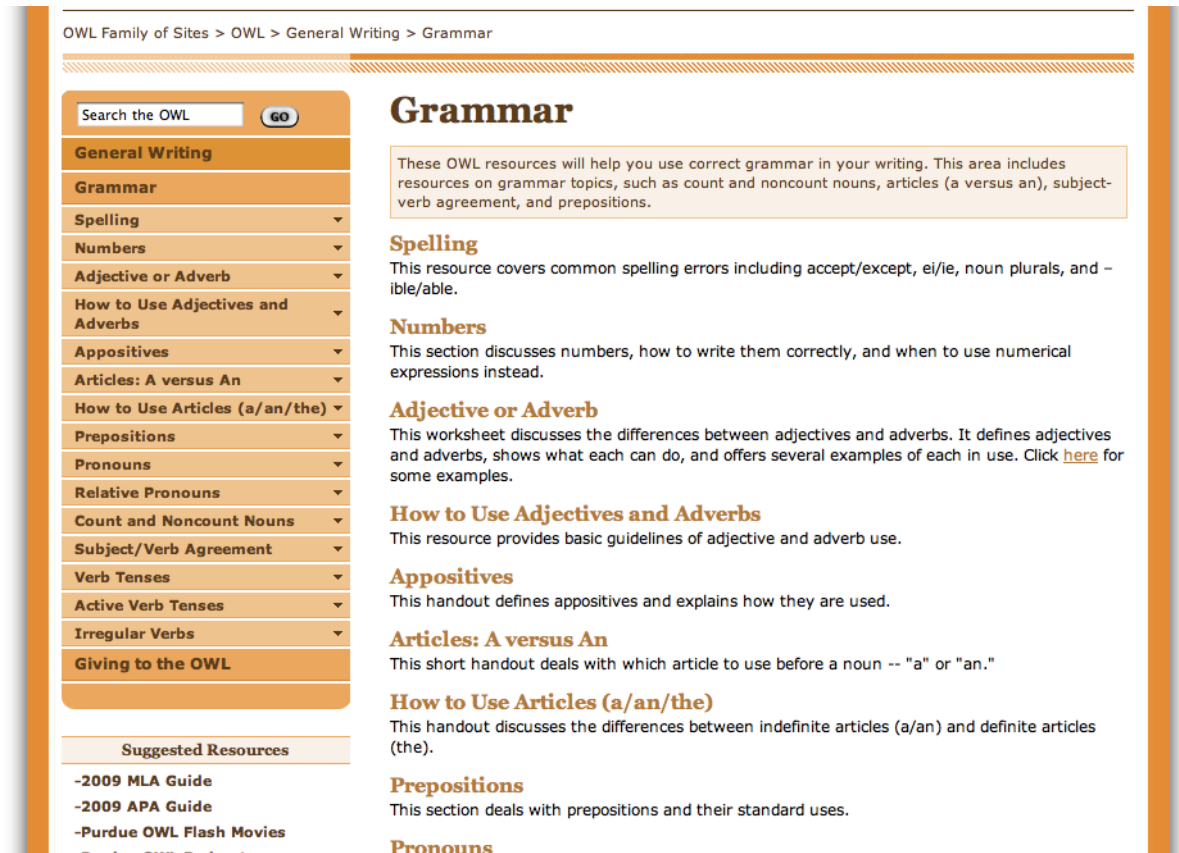 OWL Family of Sites > OWL > General Writing > Grammar
Search the OWL
GO
General Writing
Grammar
Spelling
Numbers
Adjective or Adverb
How to Use Adjectives and
Adverbs
Appositives
Articles: A versus An
How to Use Articles (a/an/the)
Prepositions
Pronouns
Relative Pronouns
Count and Noncount Nouns
Subject/Verb Agreement
Verb Tenses
Active Verb Tenses
Irregular Verbs
Giving to the OWL
Suggested Resources
-2009 MLA Guide
-2009 APA Guide
-Purdue OWL Flash Movies
Grammar
These OWL resources will help you use correct grammar in your writing. This area includes
resources on grammar topics, such as count and noncount nouns, articles (a versus an), subject-
verb agreement, and prepositions.
Spelling
This resource covers common spelling errors including accept/except, ei/ie, noun plurals, and –
ible/able.
Numbers
This section discusses numbers, how to write them correctly, and when to use numerical
expressions instead.
Adjective or Adverb
This worksheet discusses the differences between adjectives and adverbs. It defines adjectives
and adverbs, shows what each can do, and offers several examples of each in use. Click here for
some examples.
How to Use Adjectives and Adverbs
This resource provides basic guidelines of adjective and adverb use.
Appositives
This handout defines appositives and explains how they are used.
Articles: A versus An
This short handout deals with which article to use before a noun -- "a" or "an."
How to Use Articles (a/an/the)
This handout discusses the differences between indefinite articles (a/an) and definite articles
(the).
Prepositions
This section deals with prepositions and their standard uses.
Pronouns